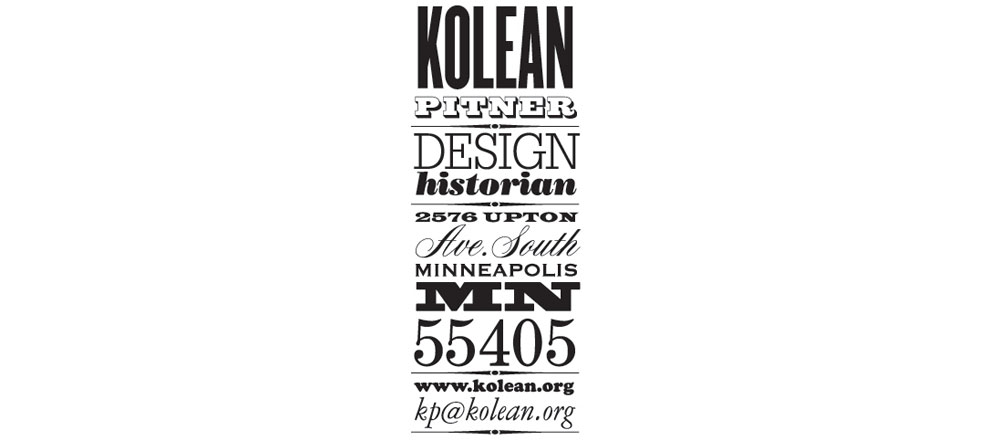 KOLEAN
PITNER
DESIGN
historian
2576 UPTON
Ave. South
MINNEAPOLIS
MN
55405
www.kolean.org
kp@kolean.org